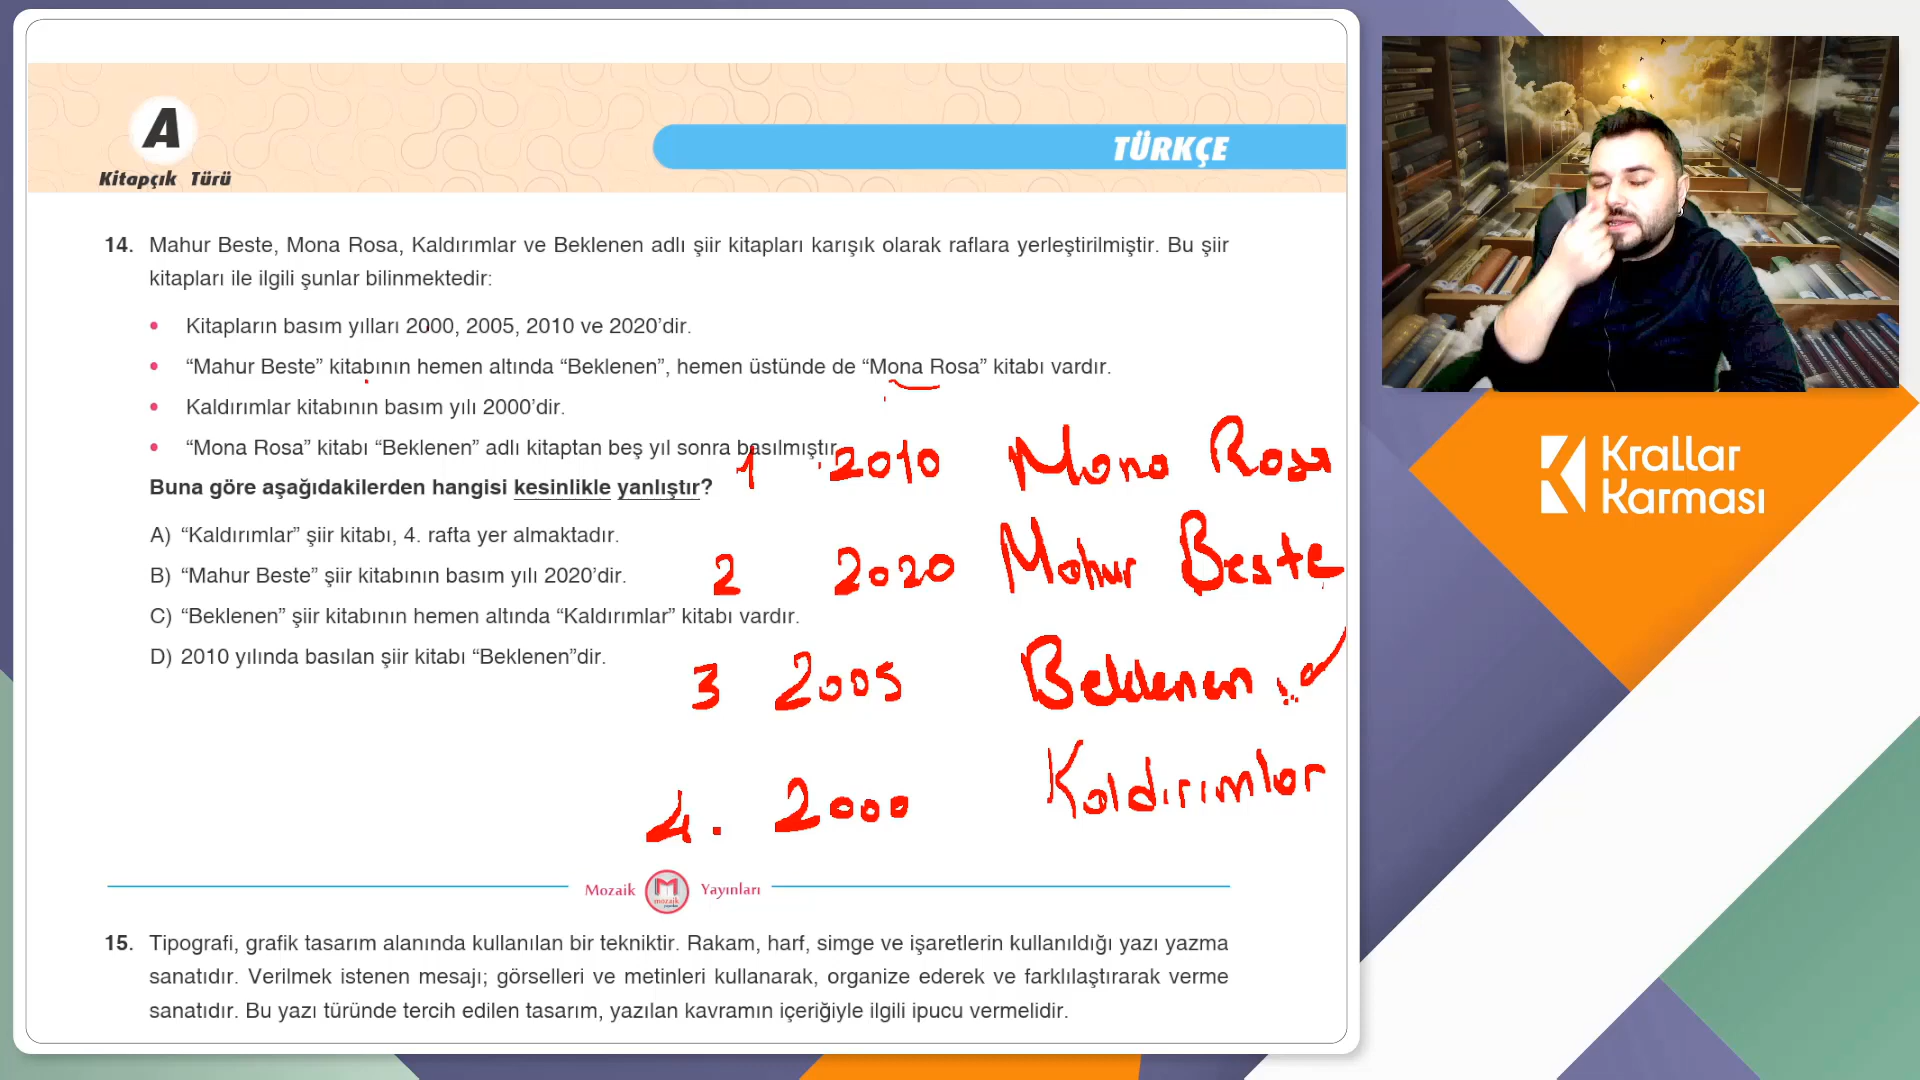 A
Kitapçık Türü
TÜRKÇE
14. Mahur Beste, Mona Rosa, Kaldırımlar ve Beklenen adlı şiir kitapları karışık olarak raflara yerleştirilmiştir. Bu şiir
kitapları ile ilgili şunlar bilinmektedir:
• Kitapların basım yılları 2000, 2005, 2010 ve 2020’dir.
• “Mahur Beste” kitabının hemen altında “Beklenen”, hemen üstünde de “Mona Rosa” kitabı vardır.
• Kaldırımlar kitabının basım yılı 2000’dir.
• “Mona Rosa” kitabı “Beklenen” adlı kitaptan beş yıl sonra basılmıştır.
Buna göre aşağıdakilerden hangisi kesinlikle yanlıştır?
A) “Kaldırımlar” şiir kitabı, 4. rafta yer almaktadır.
B) “Mahur Beste” şiir kitabının basım yılı 2020’dir.
C) “Beklenen” şiir kitabının hemen altında “Kaldırımlar” kitabı vardır.
D) 2010 yılında basılan şiir kitabı “Beklenen”dir.
1 2010 Mona Rosa
2 2020 Mahur Beste
3 2005 Beklenen
4. 2000 Kaldırımlar
Mozaik M mozaik Yayınları
15. Tipografi, grafik tasarım alanında kullanılan bir tekniktir. Rakam, harf, simge ve işaretlerin kullanıldığı yazı yazma
sanatıdır. Verilmek istenen mesajı; görselleri ve metinleri kullanarak, organize ederek ve farklılaştırarak verme
sanatıdır. Bu yazı türünde tercih edilen tasarım, yazılan kavramın içeriğiyle ilgili ipucu vermelidir.
Krallar
Karması